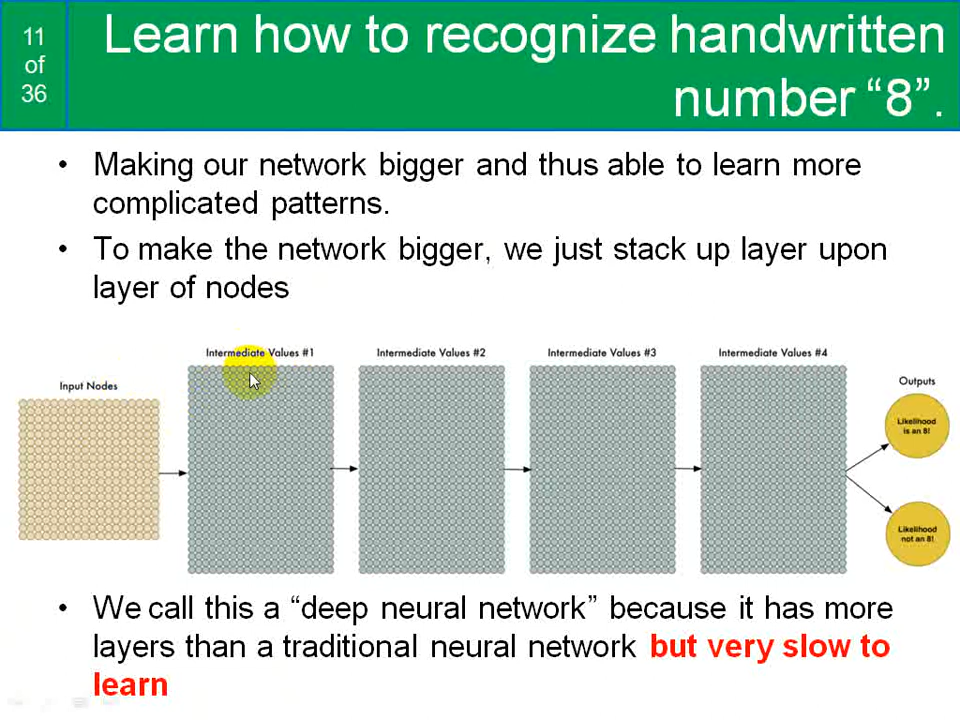 11
of
36
Learn how to recognize handwritten
number “8”.
• Making our network bigger and thus able to learn more
complicated patterns.
• To make the network bigger, we just stack up layer upon
layer of nodes
Input Nodes
Intermediate Values #1
Intermediate Values #2
Intermediate Values #3
Intermediate Values #4
Outputs
Likelihood
is an 8!
Likelihood
not an 8!
• We call this a “deep neural network” because it has more
layers than a traditional neural network but very slow to
learn